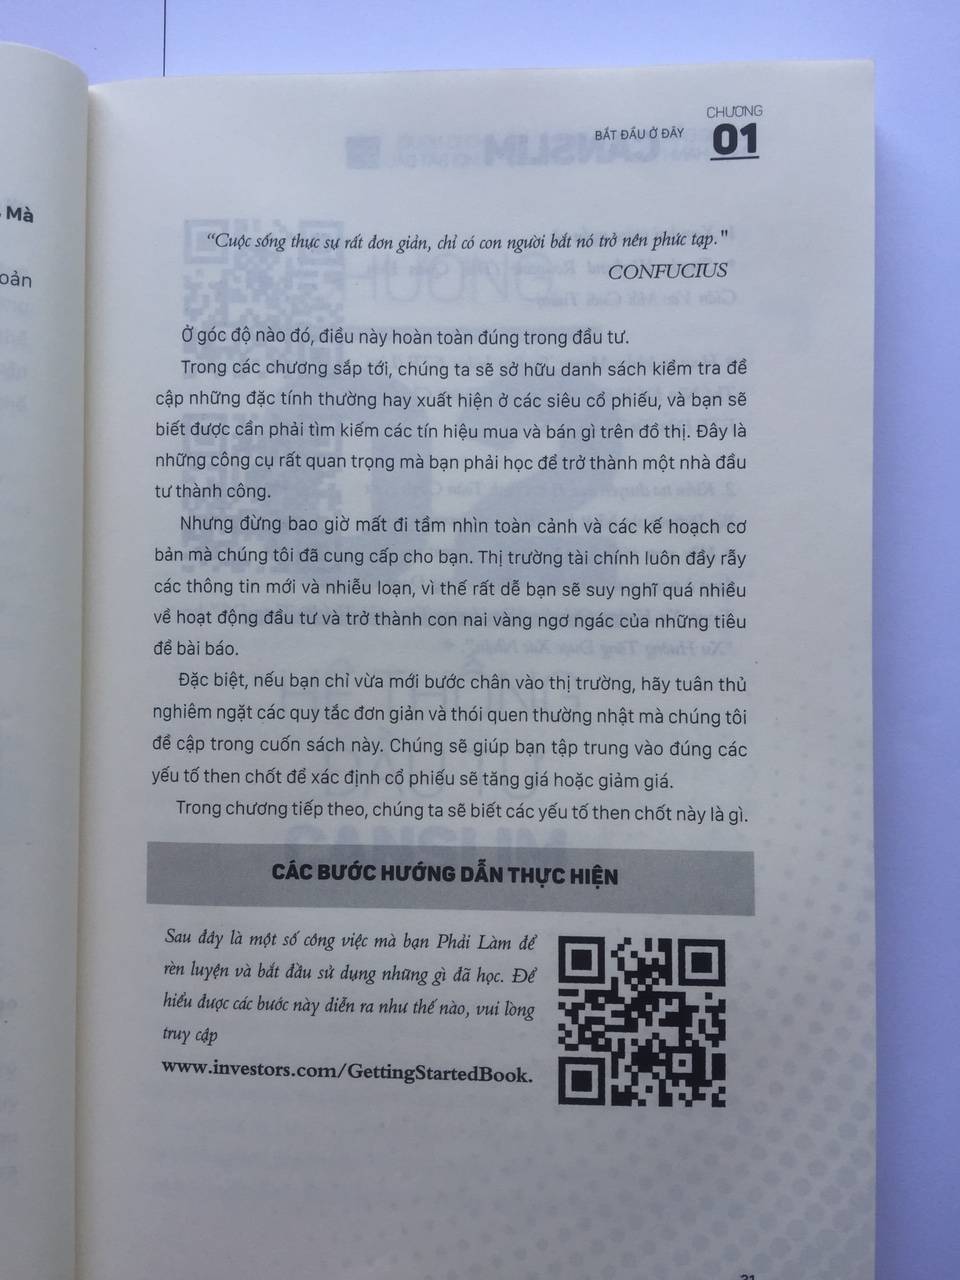 Mà
oản
CHƯƠNG
BẮT ĐẦU Ở ĐÂY
01
“Cuộc sống thực sự rất đơn giản, chỉ có con người bắt nó trở nên phức tạp."
CONFUCIUS
Ở góc độ nào đó, điều này hoàn toàn đúng trong đầu tư.
Trong các chương sắp tới, chúng ta sẽ sở hữu danh sách kiểm tra đề
cập những đặc tính thường hay xuất hiện ở các siêu cổ phiếu, và bạn sẽ
biết được cần phải tìm kiếm các tín hiệu mua và bán gì trên đồ thị. Đây là
những công cụ rất quan trọng mà bạn phải học để trở thành một nhà đầu
tư thành công.
Nhưng đừng bao giờ mất đi tầm nhìn toàn cảnh và các kế hoạch cơ
bản mà chúng tôi đã cung cấp cho bạn. Thị trường tài chính luôn đầy rẫy
các thông tin mới và nhiễu loạn, vì thế rất dễ bạn sẽ suy nghĩ quá nhiều
về hoạt động đầu tư và trở thành con nai vàng ngơ ngác của những tiêu
đề bài báo.
Đặc biệt, nếu bạn chỉ vừa mới bước chân vào thị trường, hãy tuân thủ
nghiêm ngặt các quy tắc đơn giản và thói quen thường nhật mà chúng tôi
đề cập trong cuốn sách này. Chúng sẽ giúp bạn tập trung vào đúng các
yếu tố then chốt để xác định cổ phiếu sẽ tăng giá hoặc giảm giá.
Trong chương tiếp theo, chúng ta sẽ biết các yếu tố then chốt này là gì.
CÁC BƯỚC HƯỚNG DẪN THỰC HIỆN
Sau đây là một số công việc mà bạn Phải Làm để
rèn luyện và bắt đầu sử dụng những gì đã học. Để
hiểu được các bước này diễn ra như thế nào, vui lòng
truy cập
www.investors.com/GettingStartedBook.